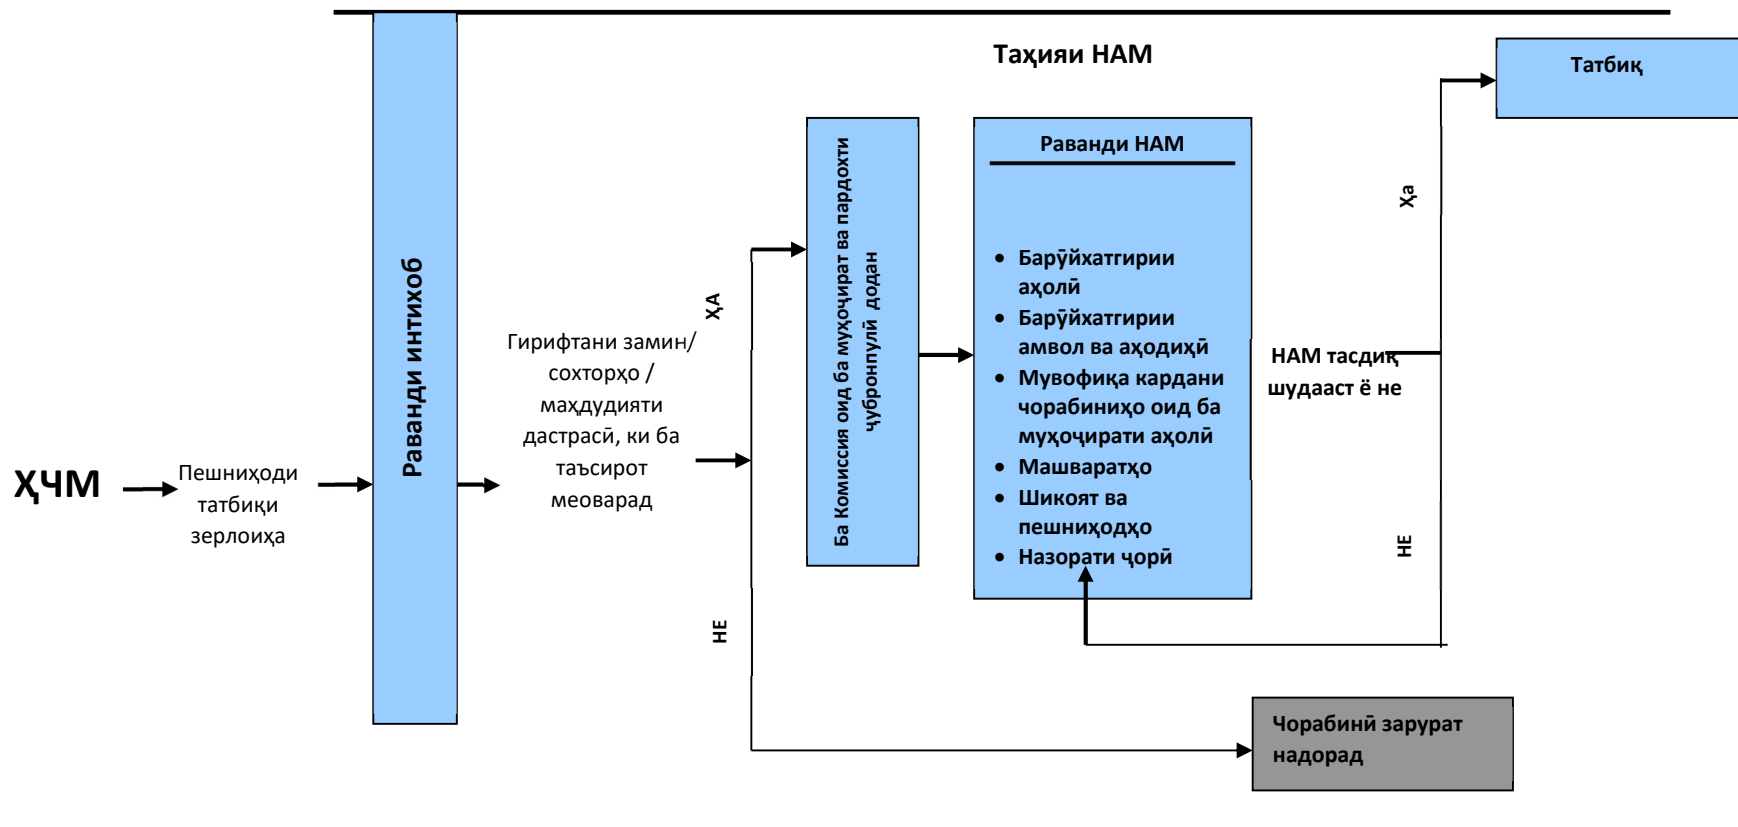 Таҳияи НАМ
Татбиқ
ҲЧМ
Пешниҳоди
татбиқи
зерлоиҳа
Раванди интихоб
Гирифтани замин/
сохторҳо /
маҳдудияти
дастрасӣ, ки ба
таъсирот
меоварад
ҲА
НЕ
Ба Комиссия оид ба муҳоҷират ва пардохти
ҷубронпулӣ додан
Раванди НАМ
• Барӯйхатгирии
аҳолӣ
• Барӯйхатгирии
амвол ва аҳодиҳӣ
• Мувофиқа кардани
чорабиниҳо оид ба
муҳоҷирати аҳолӣ
• Машваратҳо
• Шикоят ва
пешниҳодҳо
• Назорати ҷорӣ
НАМ тасдиқ
шудааст ё не
Ҳа
НЕ
Чорабинӣ зарурат
надорад